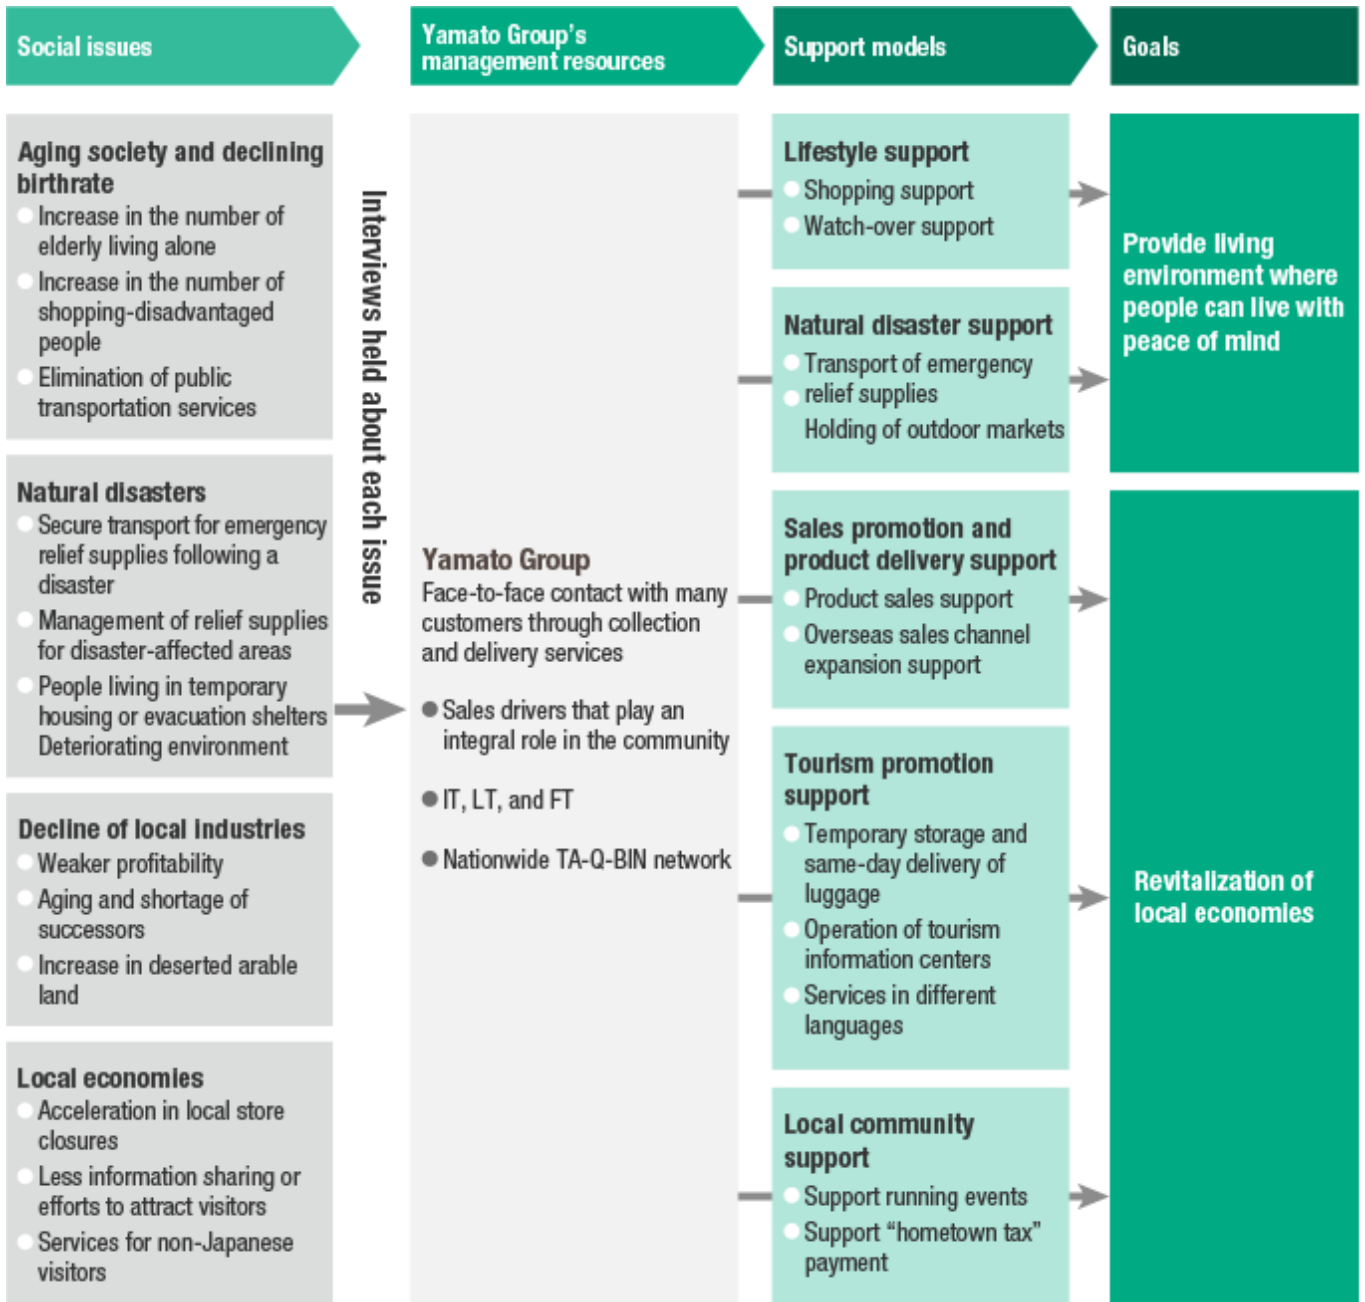 Social issues
Yamato Group's
management resources
Support models
Goals
Aging society and declining
birthrate
Increase in the number of
elderly living alone
Increase in the number of
shopping-disadvantaged
people
Elimination of public
transportation services
Natural disasters
Secure transport for emergency
relief supplies following a
disaster
Management of relief supplies
for disaster-affected areas
People living in temporary
housing or evacuation shelters
Deteriorating environment
Decline of local industries
Weaker profitability
Aging and shortage of
successors
Increase in deserted arable
land
Local economies
Acceleration in local store
closures
Less information sharing or
efforts to attract visitors
Services for non-Japanese
visitors
Interviews held about each issue
Yamato Group
Face-to-face contact with many
customers through collection
and delivery services
Sales drivers that play an
integral role in the community
IT, LT, and FT
Nationwide TA-Q-BIN network
Lifestyle support
Shopping support
Watch-over support
Natural disaster support
Transport of emergency
relief supplies
Holding of outdoor markets
Sales promotion and
product delivery support
Product sales support
Overseas sales channel
expansion support
Tourism promotion
support
Temporary storage and
same-day delivery of
luggage
Operation of tourism
information centers
Services in different
languages
Local community
support
Support running events
Support “hometown tax”
payment
Provide living
environment where
people can live with
peace of mind
Revitalization of
local economies